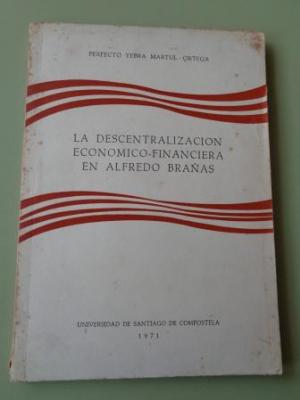 PERFECTO YEBRA MARTUL-ORTEGA
LA DESCENTRALIZACION
ECONOMICO-FINANCIERA
EN ALFREDO BRAÑAS
UNIVERSIDAD DE SANTIAGO DE COMPOSTELA
1971